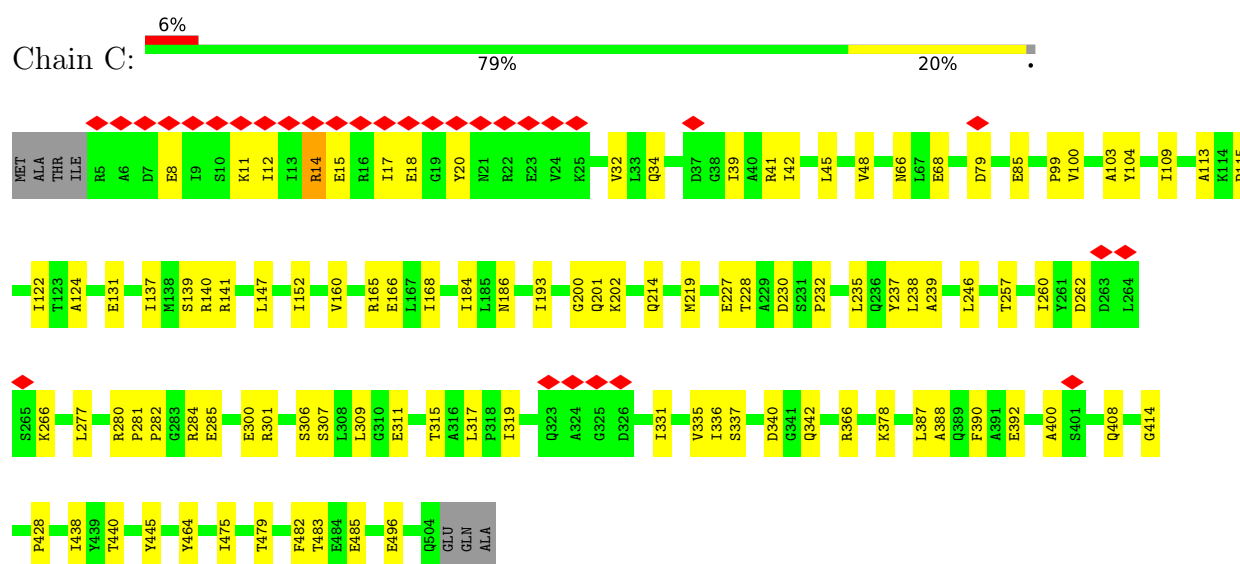 6%
Chain C:
79% 20% •
MET ALA THR ILE R5 A6 D7 E8 I9 S10 K11 I12 I13 R14 E15 R16 I17 E18 G19 Y20 N21 R22 E23 V24 K25 V32 L33 Q34 D37 G38 I39 A40 R41 I42 L45 V48 N66 L67 E68 D79 E85 P99 V100 A103 Y104 I109 A113 K114
I122 T123 A124 E131 I137 M138 S139 R140 R141 L147 I152 V160 R165 E166 L167 I168 I184 L185 N186 I193 G200 Q201 K202 Q214 M219 E227 T228 A229 D230 S231 P232 L235 Q236 Y237 L238 A239 L246 T257 I260 Y261 D262 D263 L264
S265 K266 L277 R280 P281 P282 G283 R284 E285 E300 R301 S306 S307 L308 L309 G310 E311 T315 A316 L317 P318 I319 Q323 A324 G325 D326 I331 V335 I336 S337 D340 G341 Q342 R366 K378 L387 A388 Q389 F390 A391 E392 A400 S401 Q408 G414
P428 I438 Y439 T440 Y445 Y464 I475 T479 F482 T483 E484 E485 E496 Q504 GLU GLN ALA